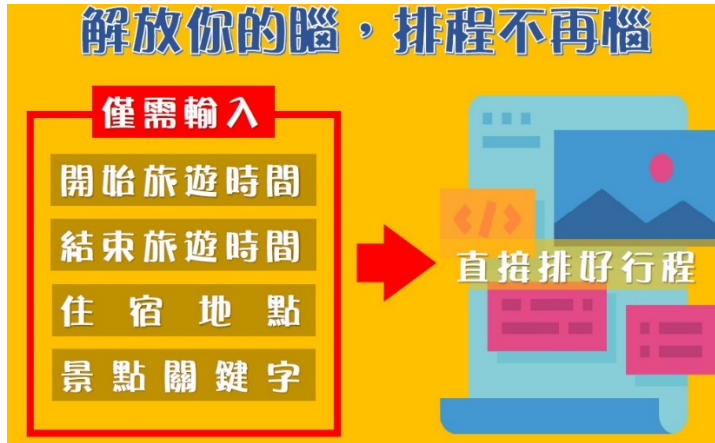 解放你的腦，排程不再惱
僅需輸入
開始旅遊時間
結束旅遊時間
住宿地點
景點關鍵字
</>
直接排好行程